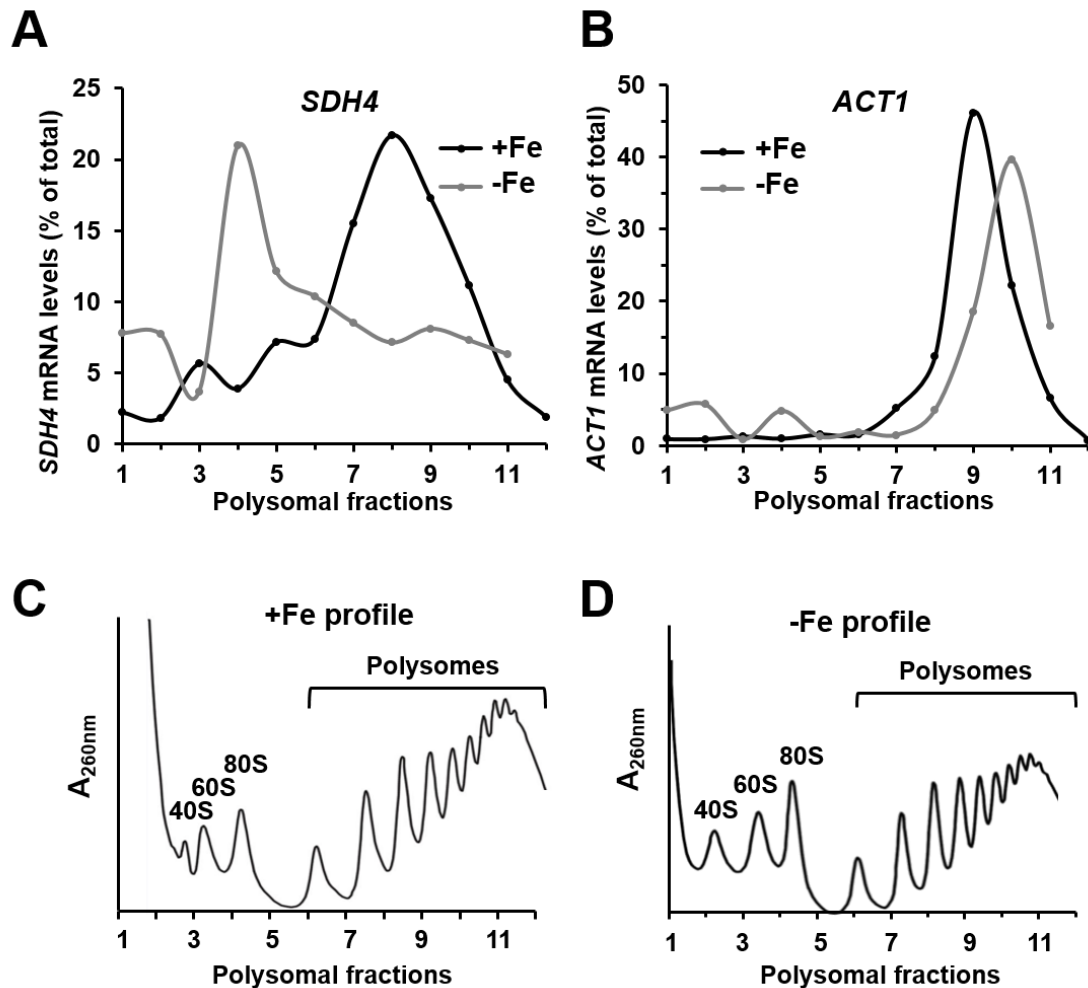 A
SDH4
+Fe
-Fe
SDH4 mRNA levels (% of total)
25
20
15
10
5
0
1 3 5 7 9 11
Polysomal fractions
B
ACT1
+Fe
-Fe
ACT1 mRNA levels (% of total)
50
40
30
20
10
0
1 3 5 7 9 11
Polysomal fractions
C
+Fe profile
Polysomes
40S
60S
80S
A260nm
1 3 5 7 9 11
Polysomal fractions
D
-Fe profile
Polysomes
40S
60S
80S
A260nm
1 3 5 7 9 11
Polysomal fractions